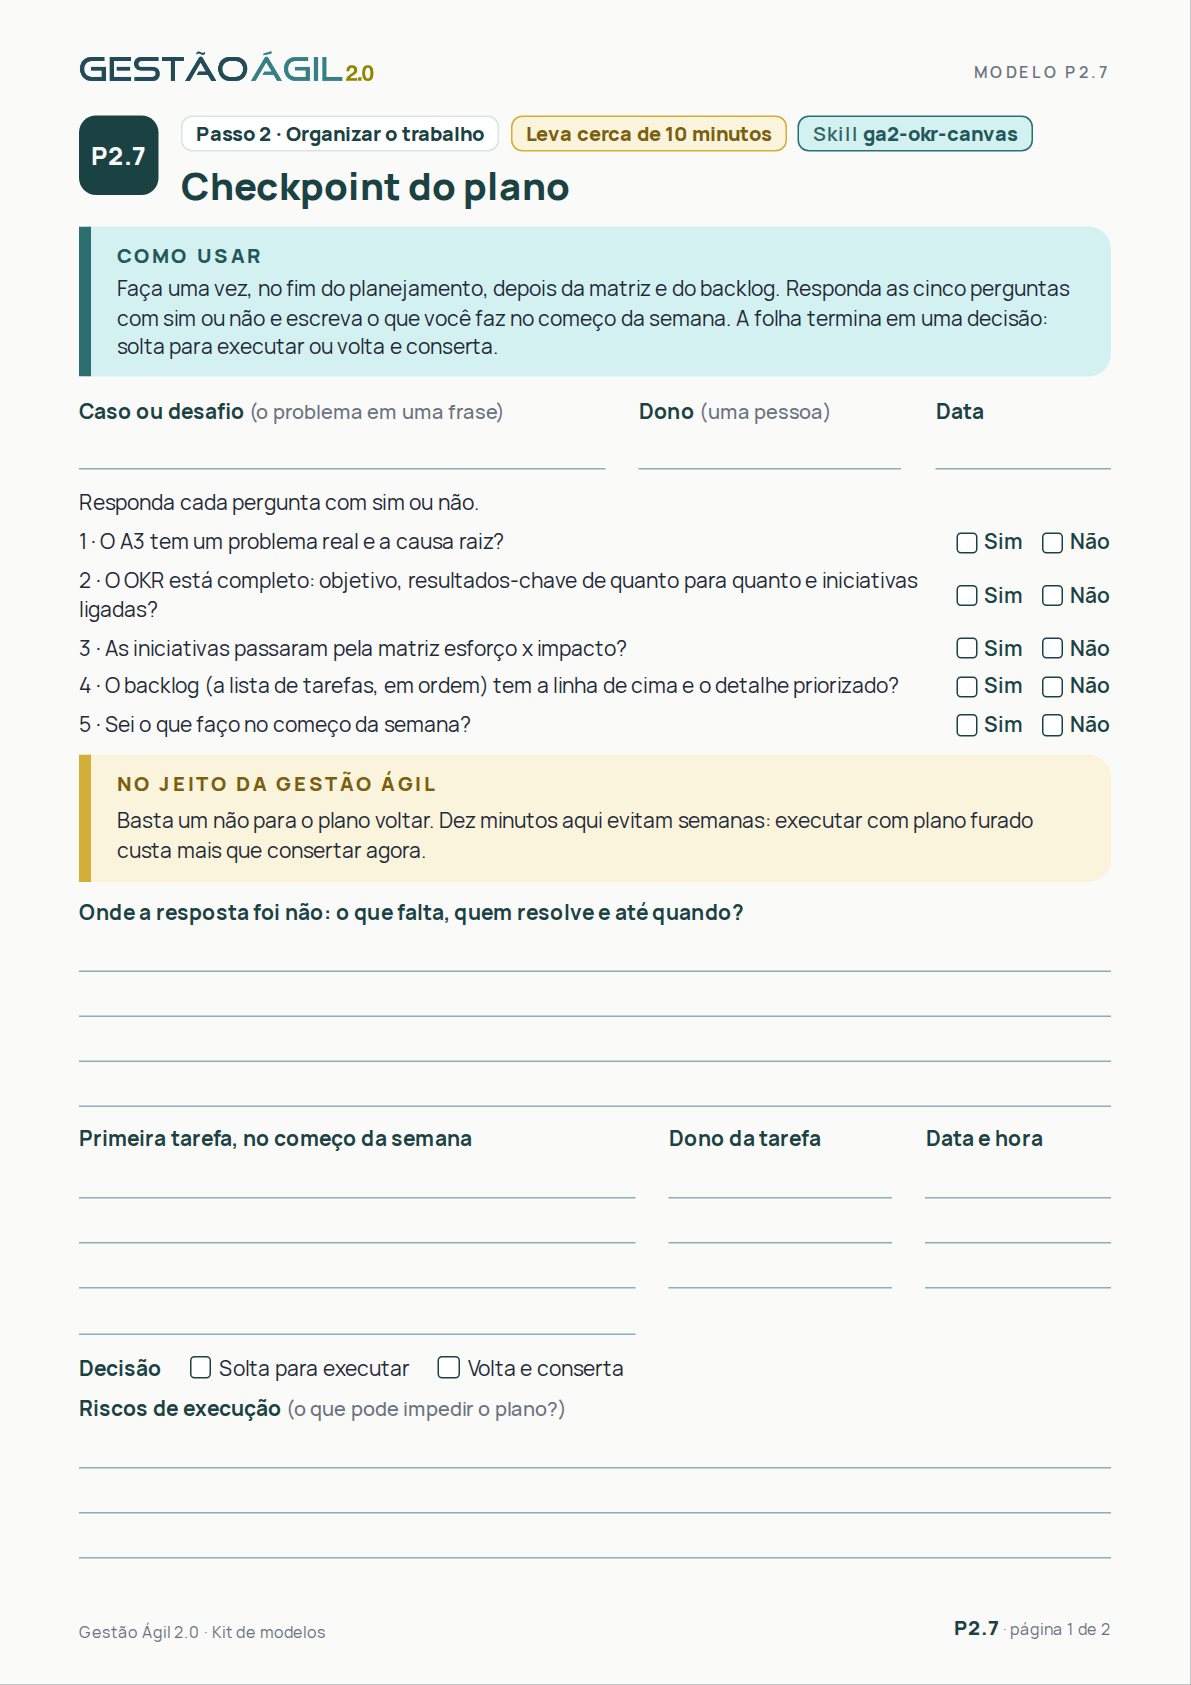 GESTÃOÁGIL2.0
MODELO P2.7
P2.7
Passo 2 · Organizar o trabalho
Leva cerca de 10 minutos
Skill ga2-okr-canvas
Checkpoint do plano
COMO USAR
Faça uma vez, no fim do planejamento, depois da matriz e do backlog. Responda as cinco perguntas
com sim ou não e escreva o que você faz no começo da semana. A folha termina em uma decisão:
solta para executar ou volta e conserta.
Caso ou desafio (o problema em uma frase)
Dono (uma pessoa)
Data
Responda cada pergunta com sim ou não.
1 · O A3 tem um problema real e a causa raiz?
Sim
Não
2 · O OKR está completo: objetivo, resultados-chave de quanto para quanto e iniciativas
ligadas?
Sim
Não
3 · As iniciativas passaram pela matriz esforço x impacto?
Sim
Não
4 · O backlog (a lista de tarefas, em ordem) tem a linha de cima e o detalhe priorizado?
Sim
Não
5 · Sei o que faço no começo da semana?
Sim
Não
NO JEITO DA GESTÃO ÁGIL
Basta um não para o plano voltar. Dez minutos aqui evitam semanas: executar com plano furado
custa mais que consertar agora.
Onde a resposta foi não: o que falta, quem resolve e até quando?
Primeira tarefa, no começo da semana
Dono da tarefa
Data e hora
Decisão
Solta para executar
Volta e conserta
Riscos de execução (o que pode impedir o plano?)
Gestão Ágil 2.0 · Kit de modelos
P2.7 · página 1 de 2